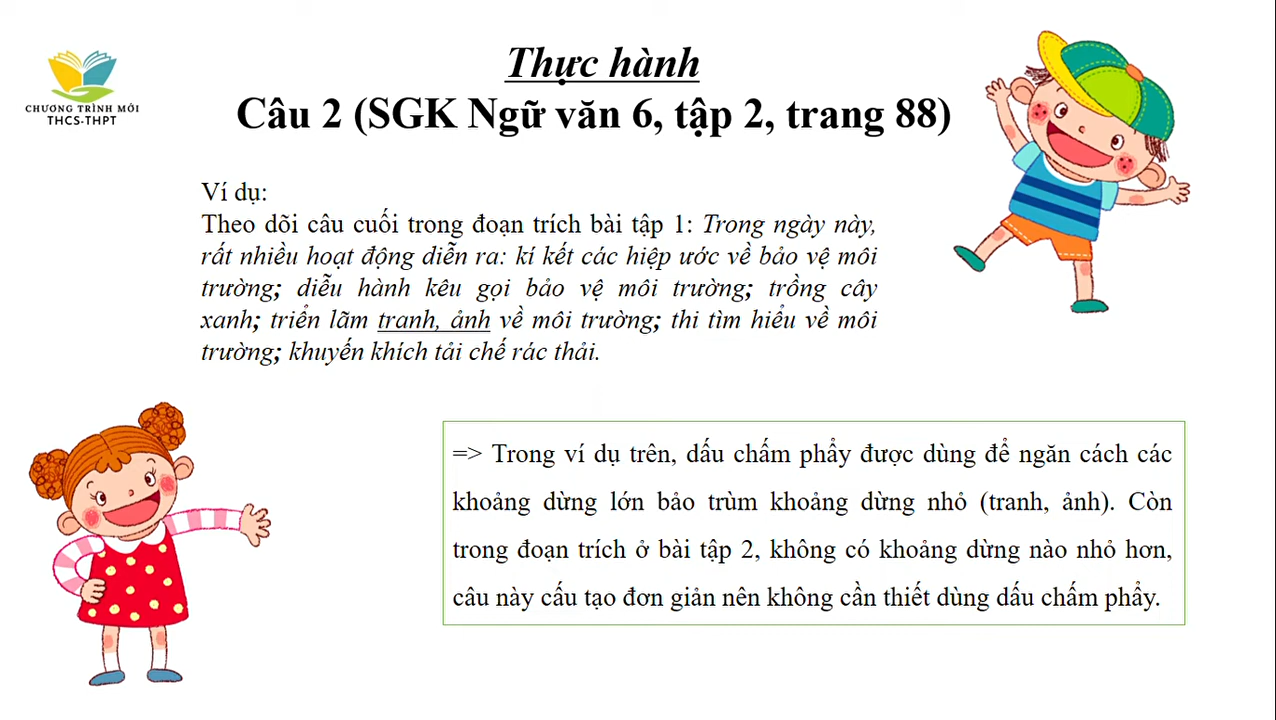 CHƯƠNG TRÌNH MỚI
THCS-THPT
Thực hành
Câu 2 (SGK Ngữ văn 6, tập 2, trang 88)
Ví dụ:
Theo dõi câu cuối trong đoạn trích bài tập 1: Trong ngày này,
rất nhiều hoạt động diễn ra: kí kết các hiệp ước về bảo vệ môi
trường; diễu hành kêu gọi bảo vệ môi trường; trồng cây
xanh; triển lãm tranh, ảnh về môi trường; thi tìm hiểu về môi
trường; khuyến khích tải chế rác thải.
=> Trong ví dụ trên, dấu chấm phẩy được dùng để ngăn cách các
khoảng dừng lớn bảo trùm khoảng dừng nhỏ (tranh, ảnh). Còn
trong đoạn trích ở bài tập 2, không có khoảng dừng nào nhỏ hơn,
câu này cấu tạo đơn giản nên không cần thiết dùng dấu chấm phẩy.